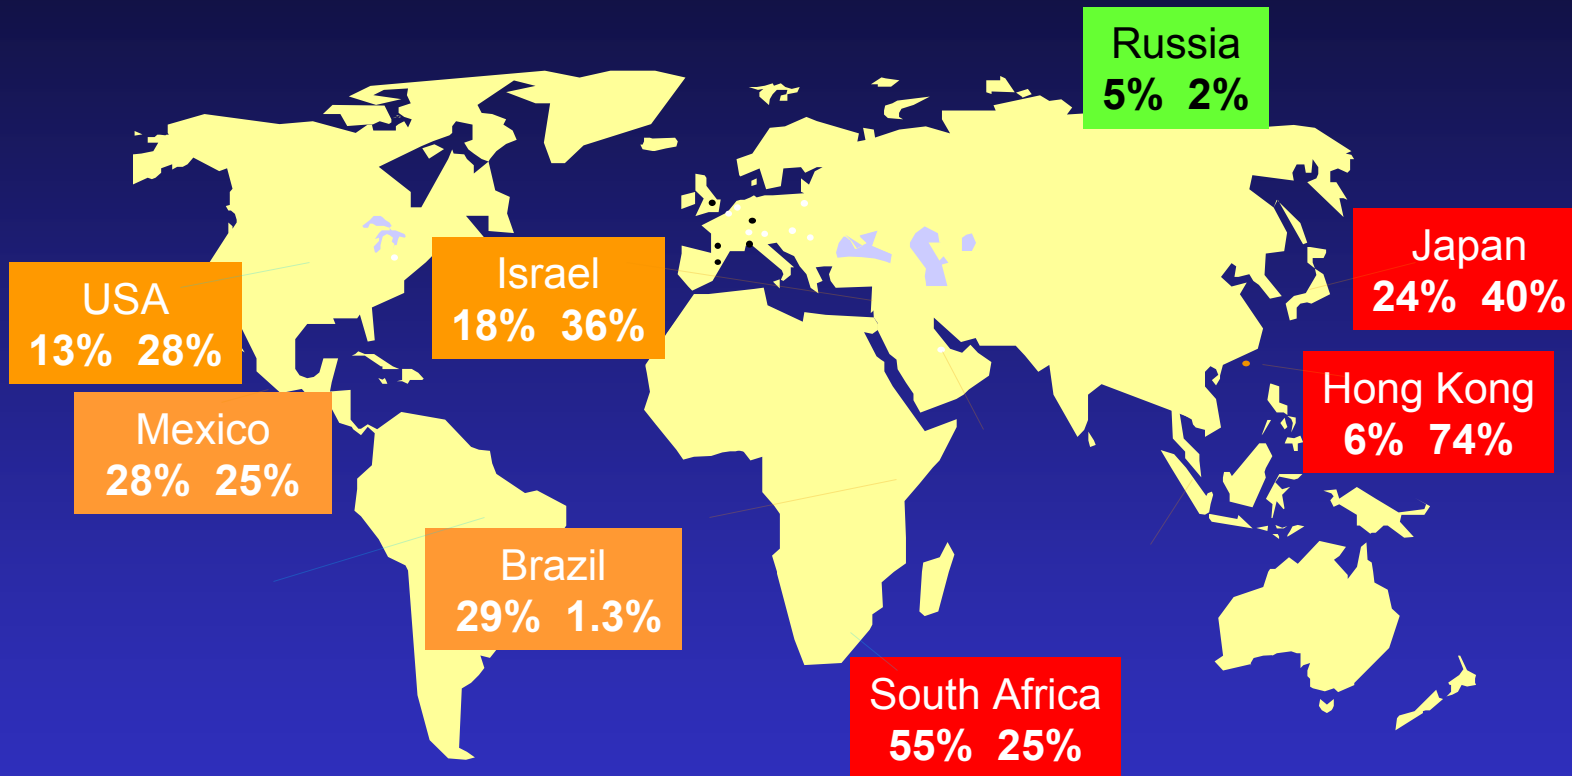 Russia
5% 2%
Japan
24% 40%
Israel
18% 36%
USA
13% 28%
Hong Kong
6% 74%
Mexico
28% 25%
Brazil
29% 1.3%
South Africa
55% 25%